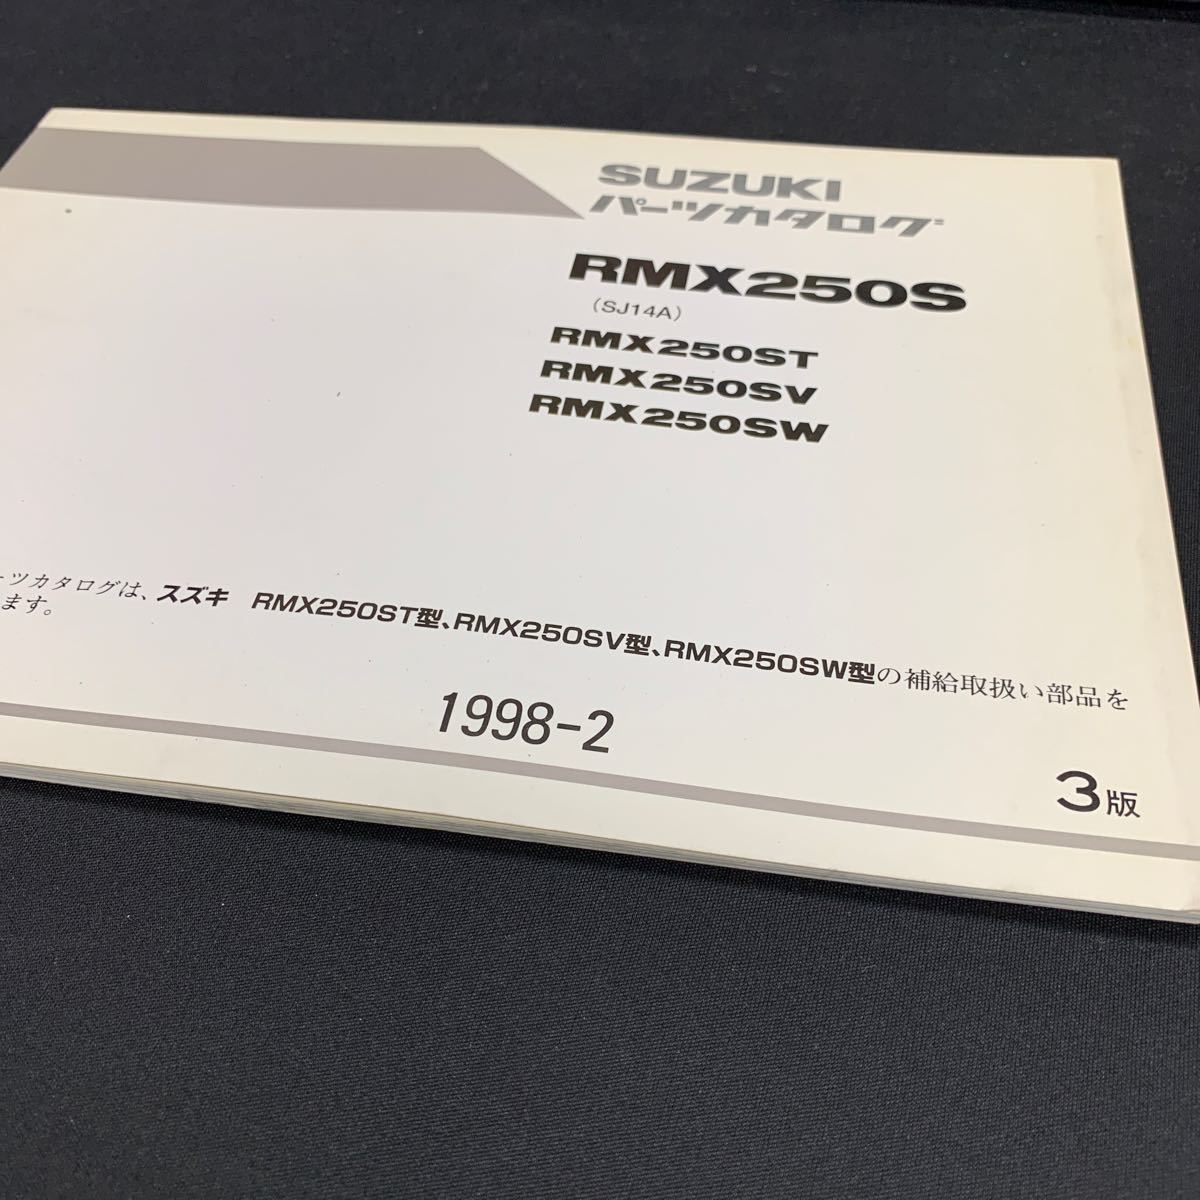 SUZUKI
パーツカタログ
RMX250S
(SJ14A)
RMX250ST
RMX250SV
RMX250SW
ーツカタログは、スズキ RMX250ST型、RMX250SV型、RMX250SW型の補給取扱い部品を
ます。
1998-2
3版